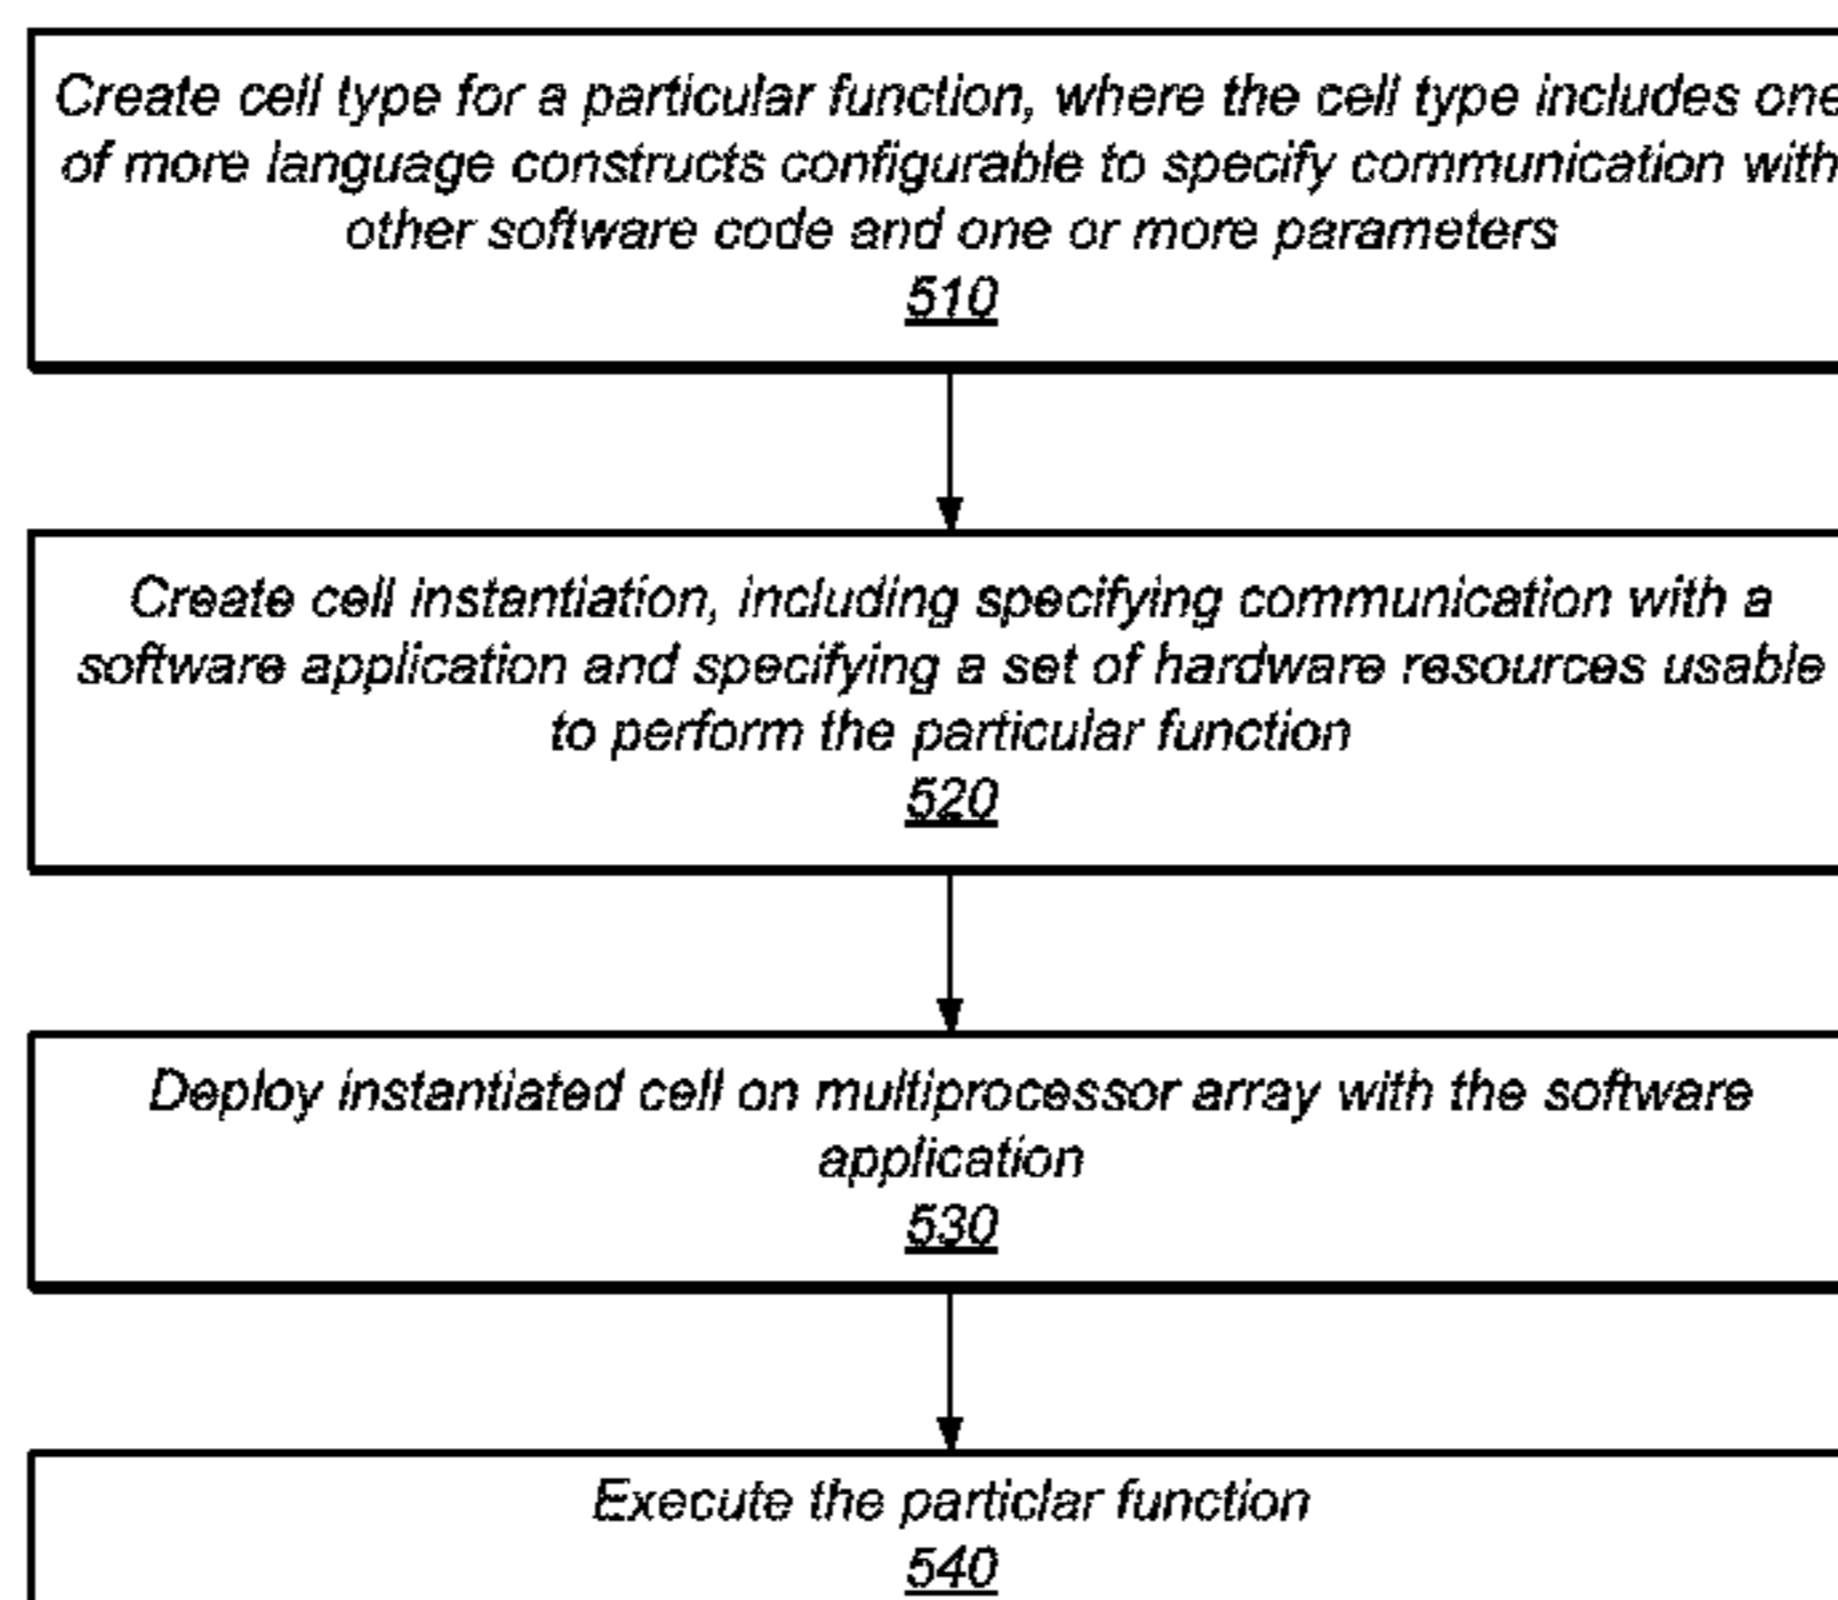 Create cell type for a particular function, where the cell type includes one
of more language constructs configurable to specify communication with
other software code and one or more parameters
510
Create cell instantiation, including specifying communication with a
software application and specifying a set of hardware resources usable
to perform the particular function
520
Deploy instantiated cell on multiprocessor array with the software
application
530
Execute the particlar function
540